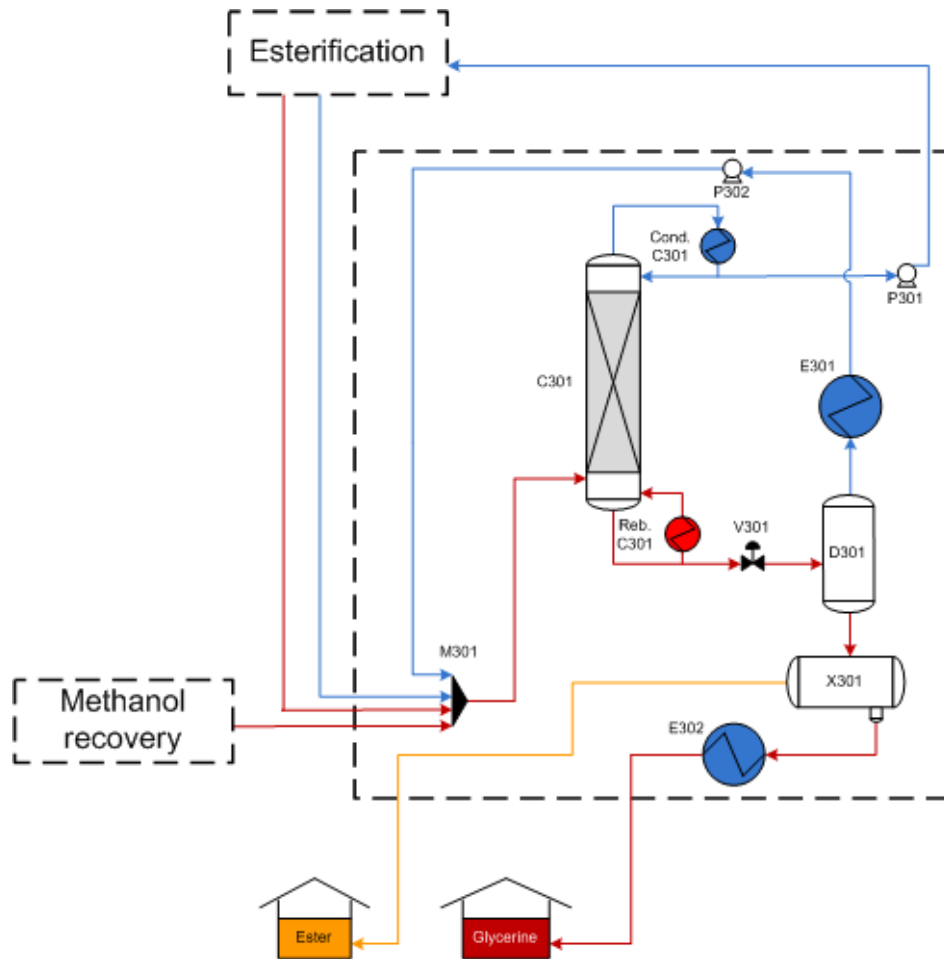 Esterification
P302
Cond.
C301
P301
E301
C301
Reb.
C301
V301
D301
M301
X301
Methanol
recovery
E302
Ester
Glycerine